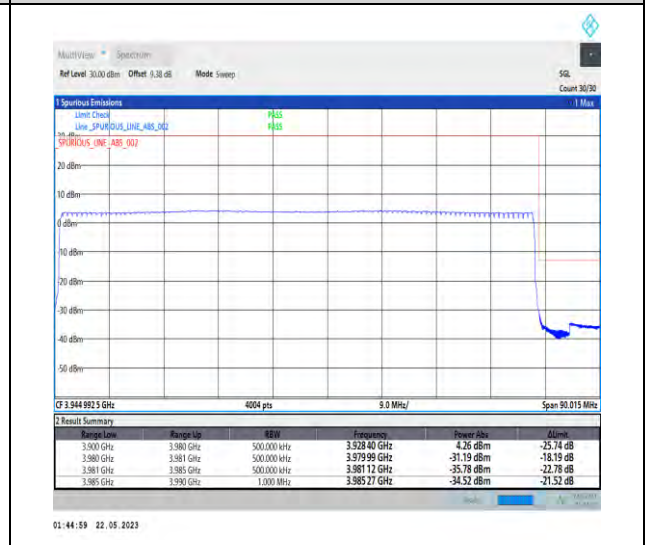 MultiView Spectrum
Ref Level 30.00 dBm Offset 9.38 dB Mode Sweep SGL
Count 30/30
1 Spurious Emissions 1 Max
Limit Check PASS
Line _SPURIOUS_LINE_ABS_002 PASS
_SPURIOUS_LINE_ABS_002
20 dBm
10 dBm
0 dBm
-10 dBm
-20 dBm
-30 dBm
-40 dBm
-50 dBm
CF 3.944 992 5 GHz 4004 pts 9.0 MHz/ Span 90.015 MHz
2 Result Summary
Range Low Range Up RBW Frequency Power Abs ΔLimit
3.900 GHz 3.980 GHz 500.000 kHz 3.928 40 GHz 4.26 dBm -25.74 dB
3.980 GHz 3.981 GHz 500.000 kHz 3.979 99 GHz -31.19 dBm -18.19 dB
3.981 GHz 3.985 GHz 500.000 kHz 3.981 12 GHz -35.78 dBm -22.78 dB
3.985 GHz 3.990 GHz 1.000 MHz 3.985 27 GHz -34.52 dBm -21.52 dB
01:44:59 22.05.2023